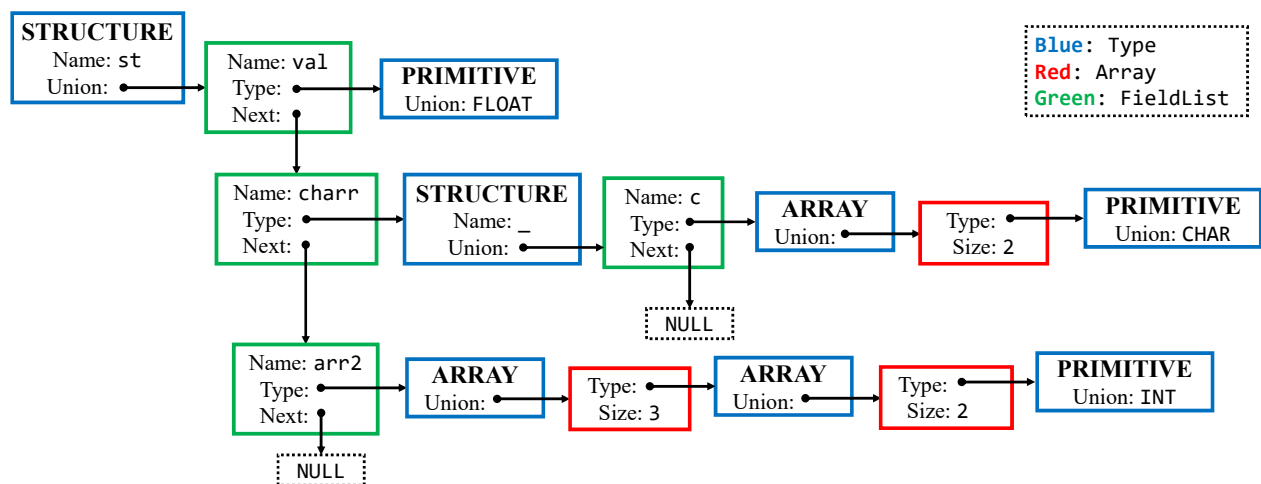 STRUCTURE
Name: st
Union:
Name: val
Type:
Next:
PRIMITIVE
Union: FLOAT
Blue: Type
Red: Array
Green: FieldList
Name: charr
Type:
Next:
STRUCTURE
Name: _
Union:
Name: c
Type:
Next:
ARRAY
Union:
Type:
Size: 2
PRIMITIVE
Union: CHAR
NULL
Name: arr2
Type:
Next:
ARRAY
Union:
Type:
Size: 3
ARRAY
Union:
Type:
Size: 2
PRIMITIVE
Union: INT
NULL